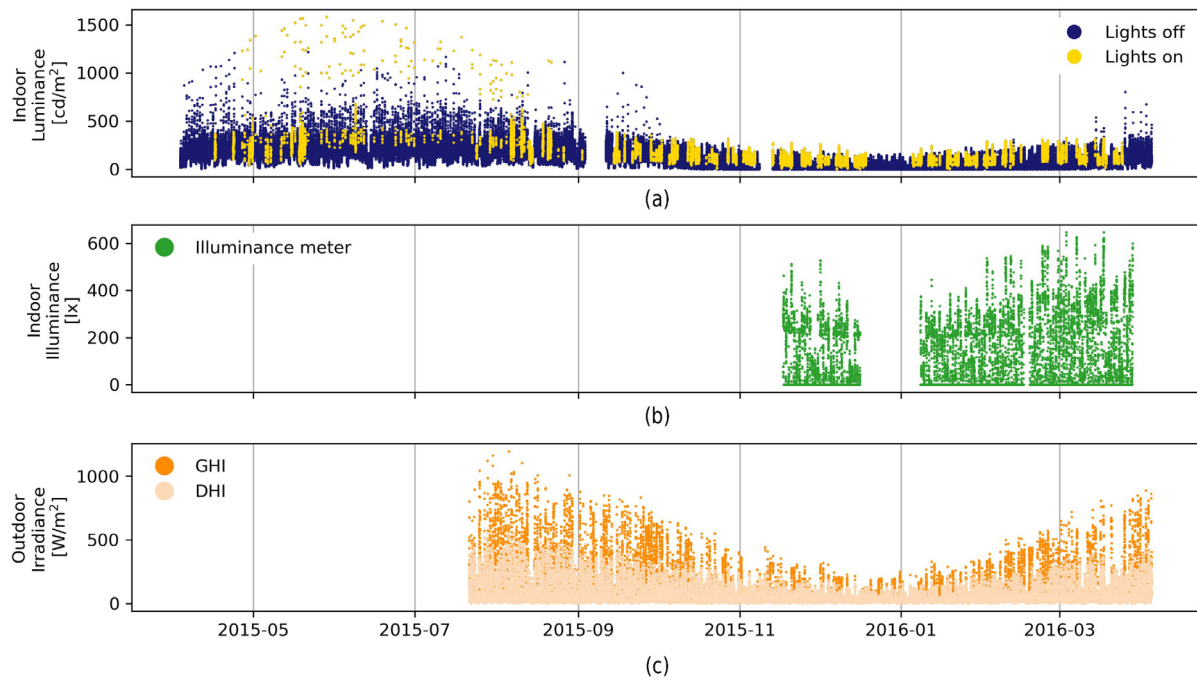 Indoor
Luminance
[cd/m²]
1500
1000
500
0
Lights off
Lights on
(a)
Indoor
Illuminance
[lx]
600
400
200
0
Illuminance meter
(b)
Outdoor
Irradiance
[W/m²]
1000
500
0
GHI
DHI
2015-05 2015-07 2015-09 2015-11 2016-01 2016-03
(c)